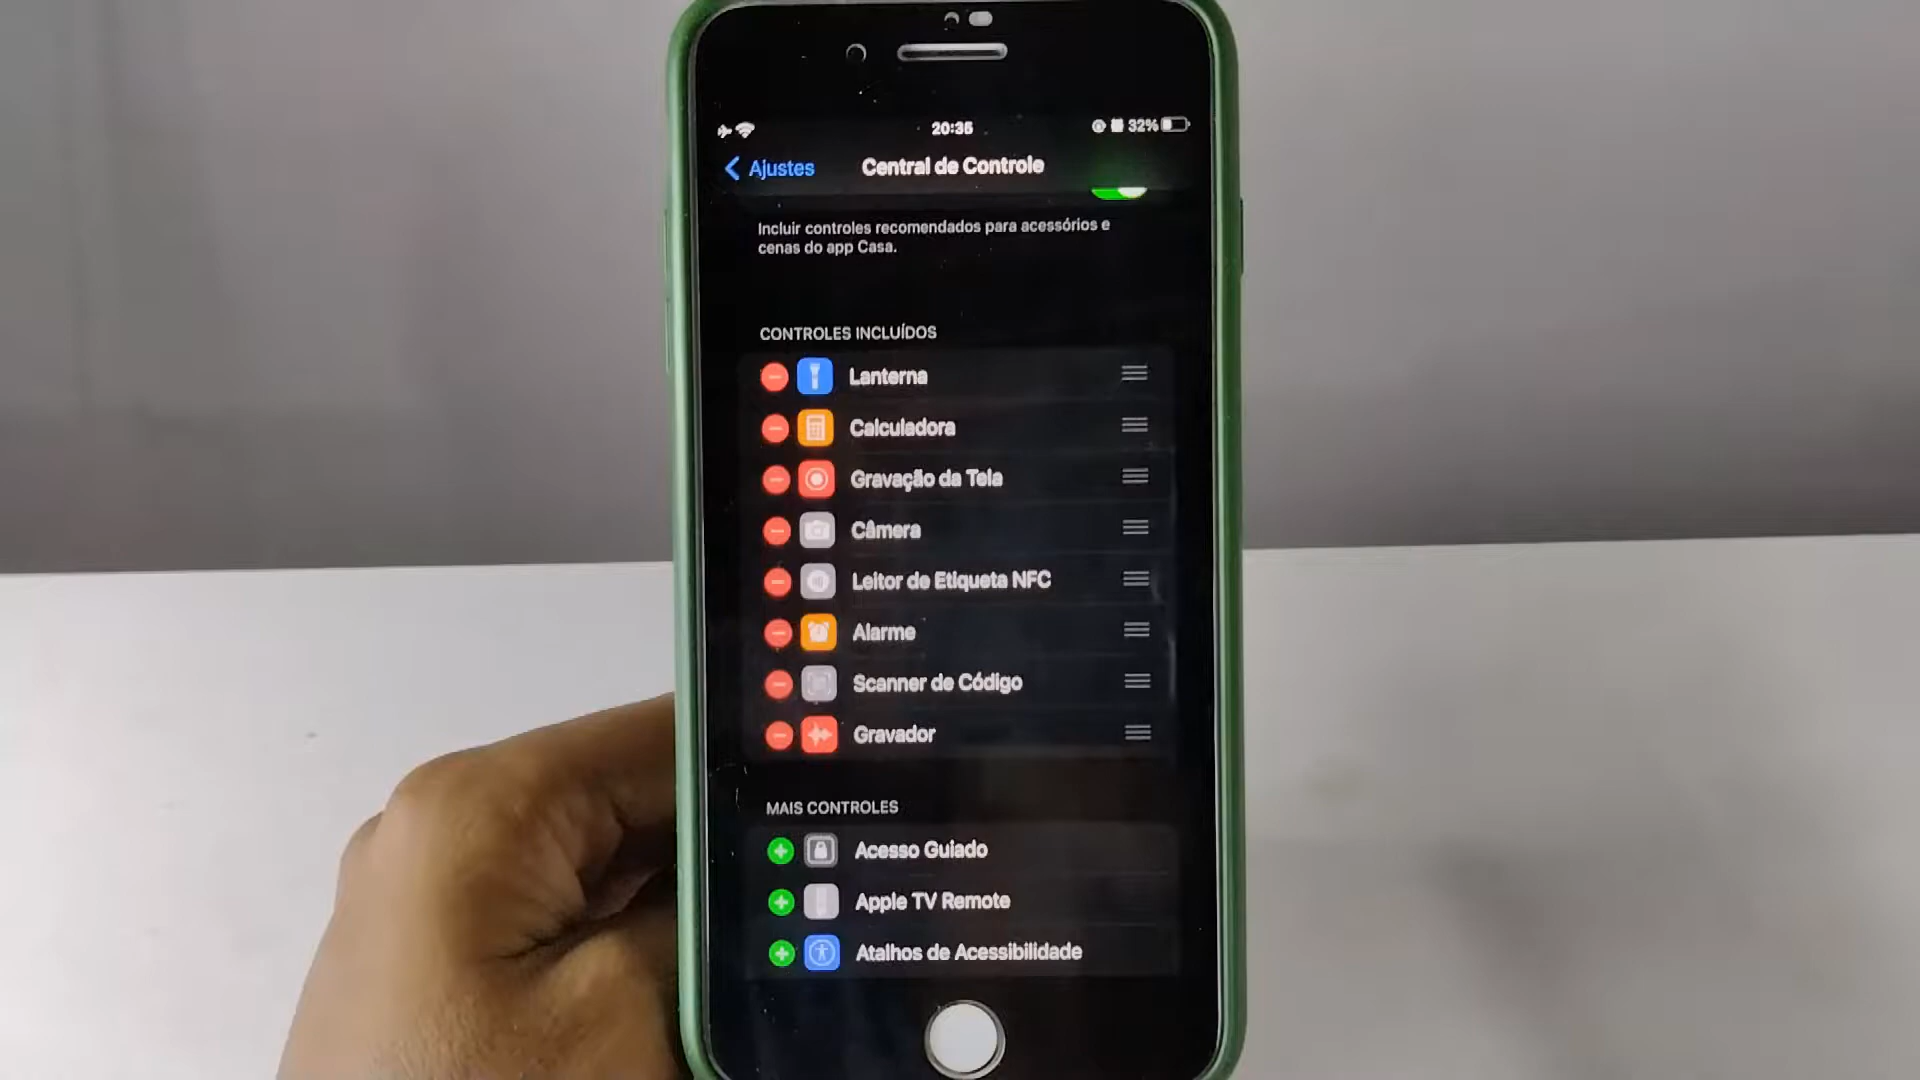 20:35
32%
Ajustes
Central de Controle
Incluir controles recomendados para acessórios e
cenas do app Casa.
CONTROLES INCLUÍDOS
Lanterna
Calculadora
Gravação da Tela
Câmera
Leitor de Etiqueta NFC
Alarme
Scanner de Código
Gravador
MAIS CONTROLES
Acesso Guiado
Apple TV Remote
Atalhos de Acessibilidade